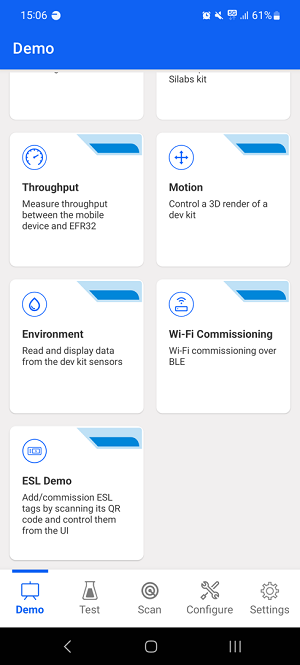 15:06
5G
61%
Demo
Silabs kit
Throughput
Measure throughput
between the mobile
device and EFR32
Motion
Control a 3D render of a
dev kit
Environment
Read and display data
from the dev kit sensors
Wi-Fi Commissioning
Wi-Fi commissioning over
BLE
ESL Demo
Add/commission ESL
tags by scanning its QR
code and control them
from the UI
Demo
Test
Scan
Configure
Settings